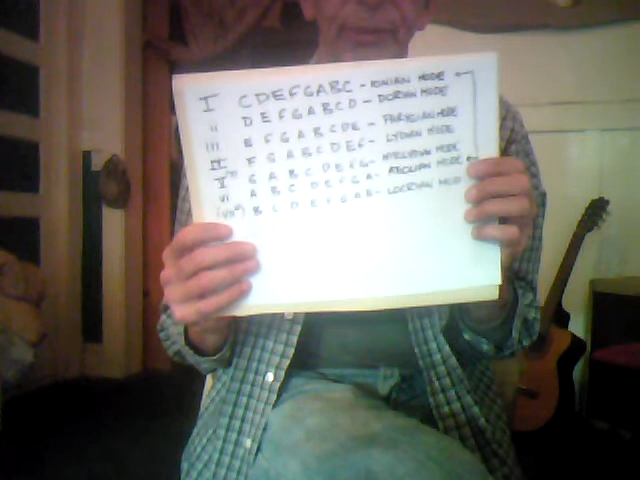 I CDEFGABC - IONIAN MODE
II DEFGABCD - DORIAN MODE
III EFGABCDE - PHRYGIAN MODE
IV FGABCDEF - LYDIAN MODE
V GABCDEFG - MIXOLYDIAN MODE
VI ABCDEFGA - AEOLIAN MODE
BCDEFGAB - LOCRIAN MODE